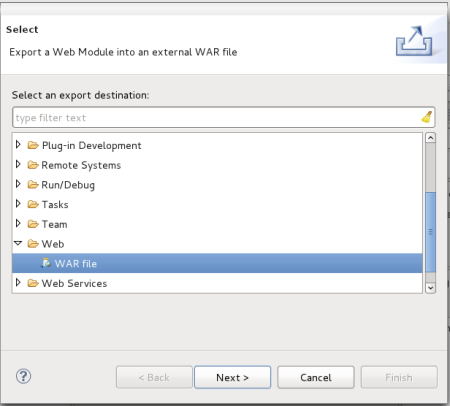 Select
Export a Web Module into an external WAR file
Select an export destination:
type filter text
Plug-in Development
Remote Systems
Run/Debug
Tasks
Team
Web
WAR file
Web Services
? < Back Next > Cancel Finish